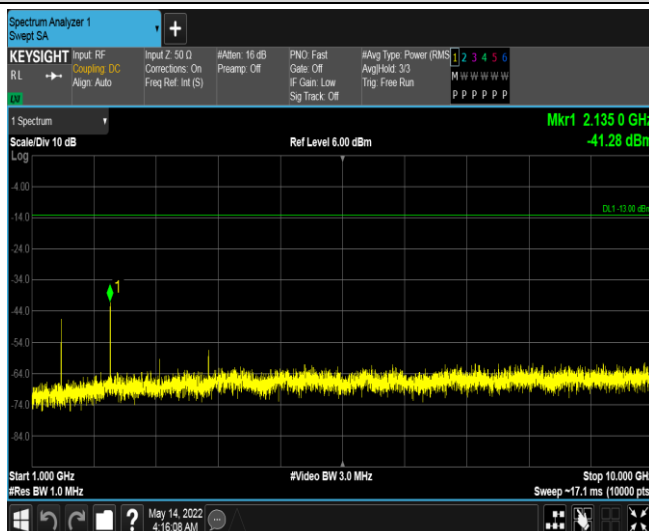 Spectrum Analyzer 1
Swept SA
KEYSIGHT
RL
Input: RF
Coupling: DC
Align: Auto
Input Z: 50 Ω
Corrections: On
Freq Ref: Int (S)
#Atten: 16 dB
Preamp: Off
PNO: Fast
Gate: Off
IF Gain: Low
Sig Track: Off
#Avg Type: Power (RMS
Avg|Hold: 3/3
Trig: Free Run
1 2 3 4 5 6
M W W W W W
P P P P P P
1 Spectrum
Mkr1 2.135 0 GHz
Scale/Div 10 dB
Ref Level 6.00 dBm
-41.28 dBm
Log
-4.00
DL1 -13.00 dBm
-14.0
-24.0
-34.0
1
-44.0
-54.0
-64.0
-74.0
-84.0
Start 1.000 GHz
#Video BW 3.0 MHz
Stop 10.000 GHz
#Res BW 1.0 MHz
Sweep ~17.1 ms (10000 pts
?
May 14, 2022
4:16:08 AM